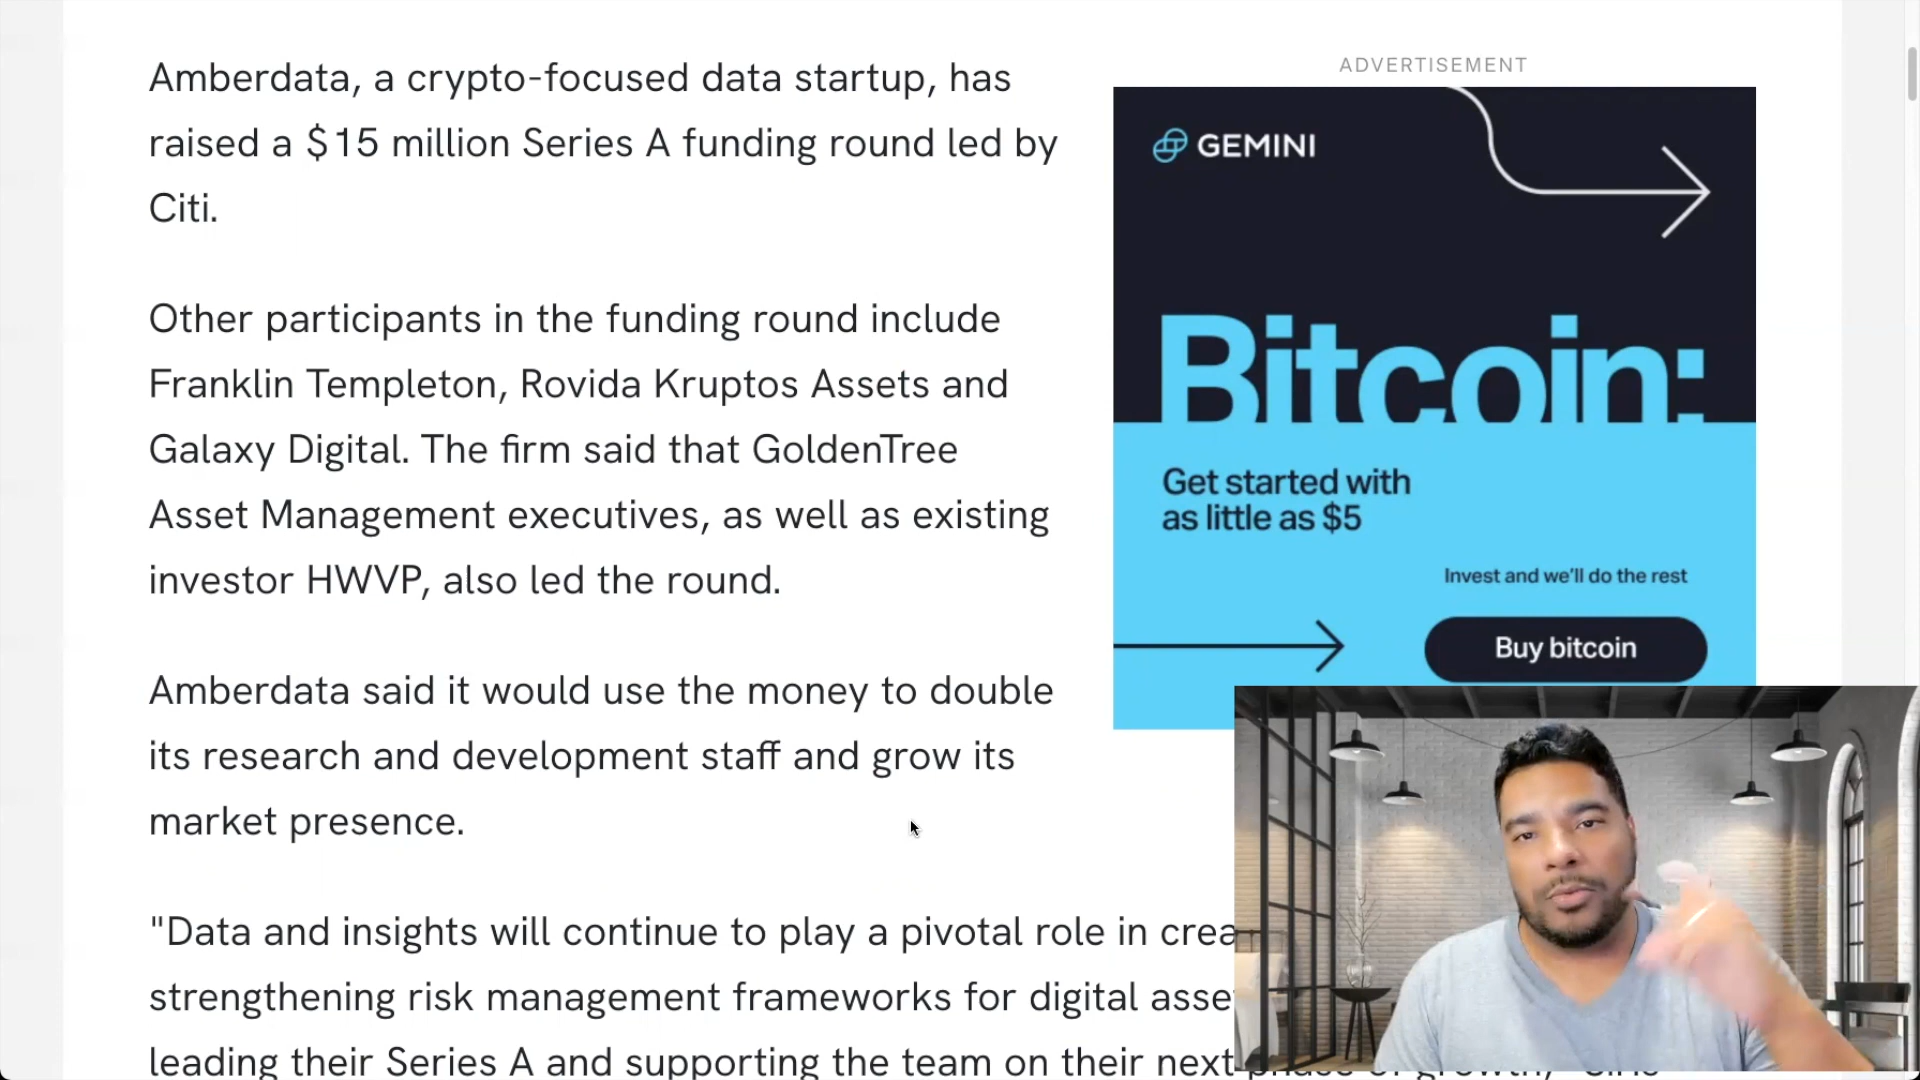 Amberdata, a crypto-focused data startup, has
raised a $15 million Series A funding round led by
Citi.
Other participants in the funding round include
Franklin Templeton, Rovida Kruptos Assets and
Galaxy Digital. The firm said that GoldenTree
Asset Management executives, as well as existing
investor HWVP, also led the round.
Amberdata said it would use the money to double
its research and development staff and grow its
market presence.
"Data and insights will continue to play a pivotal role in crea
strengthening risk management frameworks for digital asse
leading their Series A and supporting the team on their next
ADVERTISEMENT
GEMINI
Bitcoin:
Get started with
as little as $5
Invest and we'll do the rest
Buy bitcoin